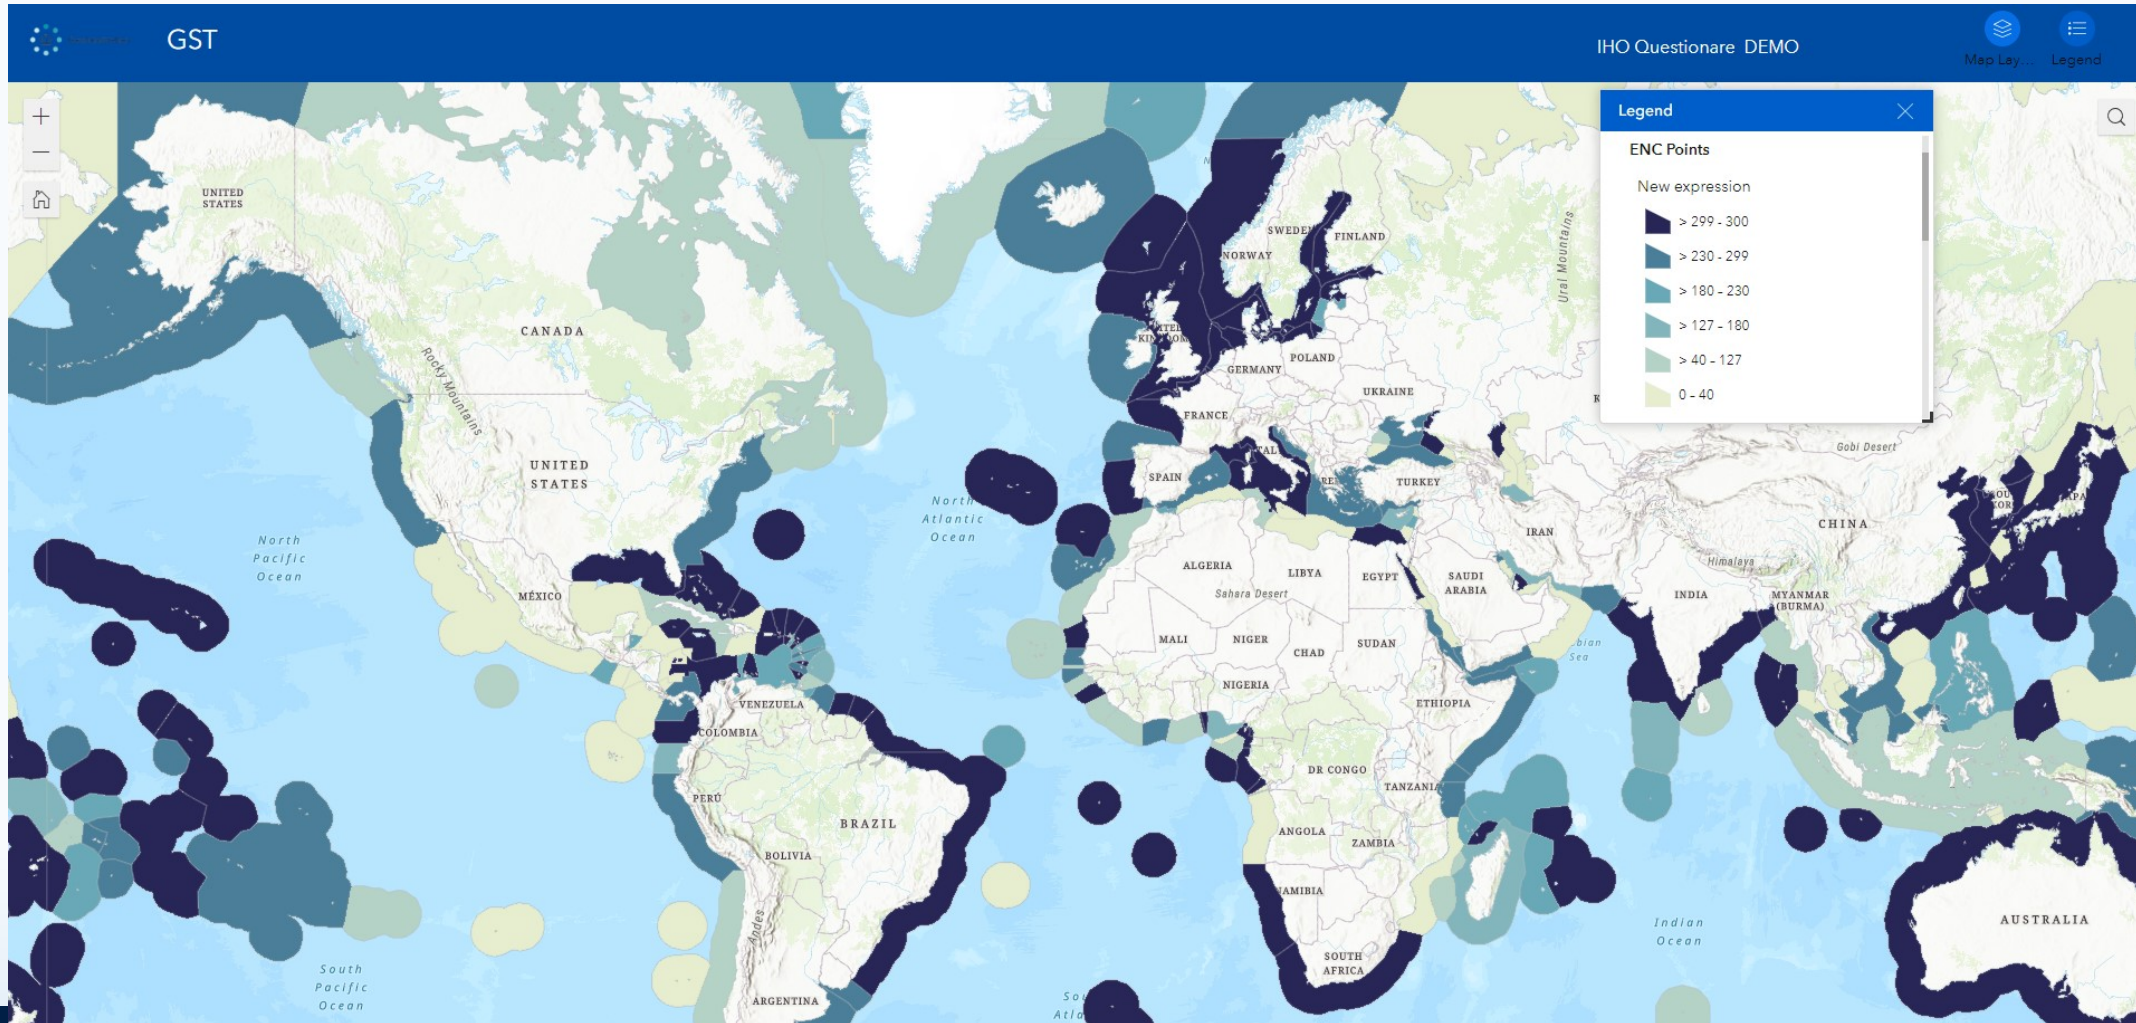 GST
IHO Questionare DEMO
Map Lay...
Legend
Legend
ENC Points
New expression
> 299 - 300
> 230 - 299
> 180 - 230
> 127 - 180
> 40 - 127
0 - 40
UNITED
STATES
CANADA
Rocky Mountains
UNITED
STATES
North
Pacific
Ocean
MÉXICO
North
Atlantic
Ocean
VENEZUELA
COLOMBIA
PERÚ
BRAZIL
BOLIVIA
Andes
ARGENTINA
South
Pacific
Ocean
SWEDEN
FINLAND
NORWAY
Ural Mountains
POLAND
GERMANY
UKRAINE
FRANCE
SPAIN
TURKEY
ALGERIA
LIBYA
EGYPT
SAUDI
ARABIA
IRAN
Sahara Desert
MALI
NIGER
CHAD
SUDAN
NIGERIA
ETHIOPIA
DR CONGO
TANZANIA
ANGOLA
ZAMBIA
NAMIBIA
SOUTH
AFRICA
Gobi Desert
CHINA
Himalaya
INDIA
MYANMAR
(BURMA)
Sea
Indian
Ocean
AUSTRALIA